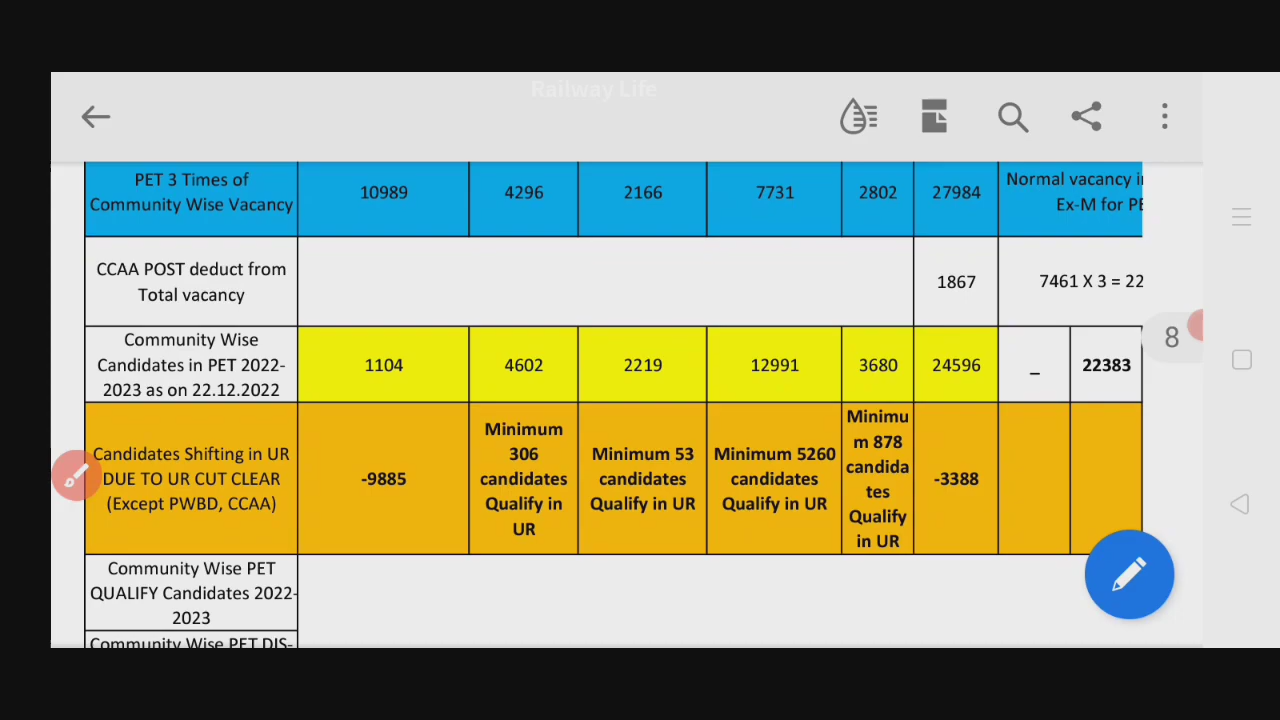 Railway Life
PET 3 Times of
Community Wise Vacancy
10989
4296
2166
7731
2802
27984
Normal vacancy i
Ex-M for PE
CCAA POST deduct from
Total vacancy
1867
7461 X 3 = 22
Community Wise
Candidates in PET 2022-
2023 as on 22.12.2022
1104
4602
2219
12991
3680
24596
_
22383
8
Candidates Shifting in UR
DUE TO UR CUT CLEAR
(Except PWBD, CCAA)
-9885
Minimum
306
candidates
Qualify in
UR
Minimum 53
candidates
Qualify in UR
Minimum 5260
candidates
Qualify in UR
Minimu
m 878
candida
tes
Qualify
in UR
-3388
Community Wise PET
QUALIFY Candidates 2022-
2023
Community Wise PET DIS-